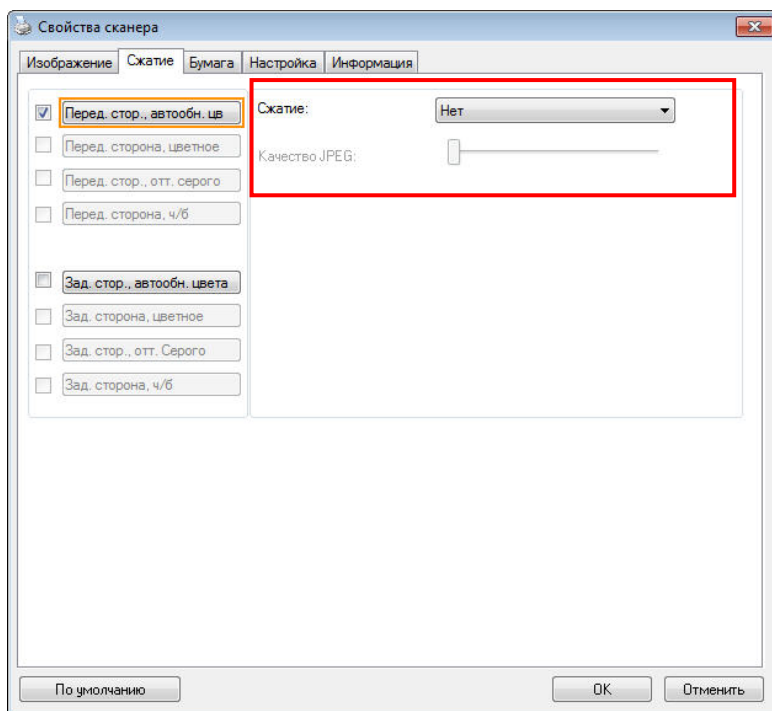 Свойства сканера
Изображение Сжатие Бумага Настройка Информация
Перед. стор., автообн. цв
Перед. сторона, цветное
Перед. стор., отт. серого
Перед. сторона, ч/б
Зад. стор., автообн. цвета
Зад. сторона, цветное
Зад. стор., отт. Серого
Зад. сторона, ч/б
Сжатие: Нет
Качество JPEG:
По умолчанию OK Отменить